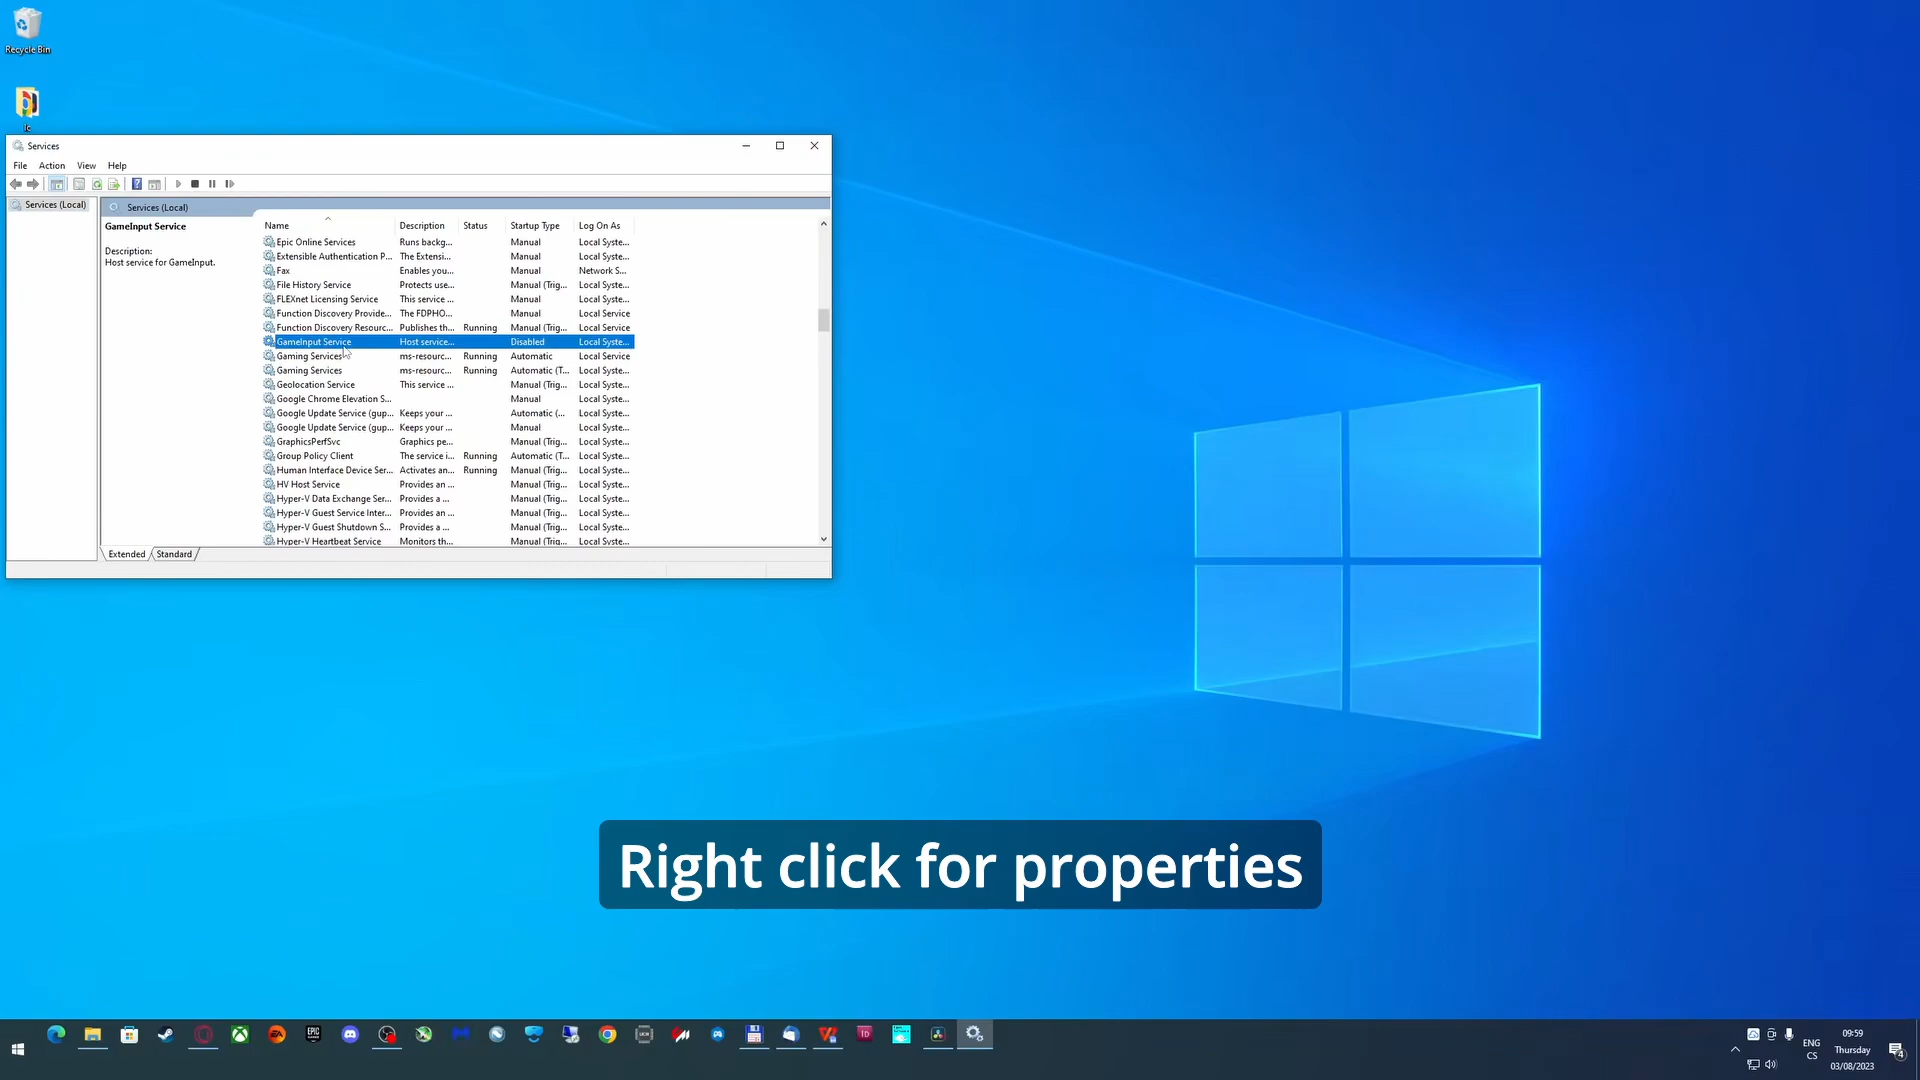 Recycle Bin
Services
File Action View Help
Services (Local)
Services (Local)
GameInput Service
Description:
Host service for GameInput.
Name Description Status Startup Type Log On As
Epic Online Services Runs backg... Manual Local Syste...
Extensible Authentication P... The Extensi... Manual Local Syste...
Fax Enables you... Manual Network S...
File History Service Protects use... Manual (Trig... Local Syste...
FLEXnet Licensing Service This service ... Manual Local Syste...
Function Discovery Provide... The FDPHO... Manual Local Service
Function Discovery Resourc... Publishes th... Running Manual (Trig... Local Service
GameInput Service Host service... Disabled Local Syste...
Gaming Services ms-resourc... Running Automatic Local Service
Gaming Services ms-resourc... Running Automatic (T... Local Syste...
Geolocation Service This service ... Manual (Trig... Local Syste...
Google Chrome Elevation S... Manual Local Syste...
Google Update Service (gup... Keeps your ... Automatic (... Local Syste...
Google Update Service (gup... Keeps your ... Manual Local Syste...
GraphicsPerfSvc Graphics pe... Manual (Trig... Local Syste...
Group Policy Client The service i... Running Automatic (T... Local Syste...
Human Interface Device Ser... Activates an... Running Manual (Trig... Local Syste...
HV Host Service Provides an ... Manual (Trig... Local Syste...
Hyper-V Data Exchange Ser... Provides a ... Manual (Trig... Local Syste...
Hyper-V Guest Service Inter... Provides an ... Manual (Trig... Local Syste...
Hyper-V Guest Shutdown S... Provides a ... Manual (Trig... Local Syste...
Hyper-V Heartbeat Service Monitors th... Manual (Trig... Local Syste...
Extended Standard
Right click for properties
EPIC
EA
ID
ENG
CS
09:59
Thursday
03/08/2023
4